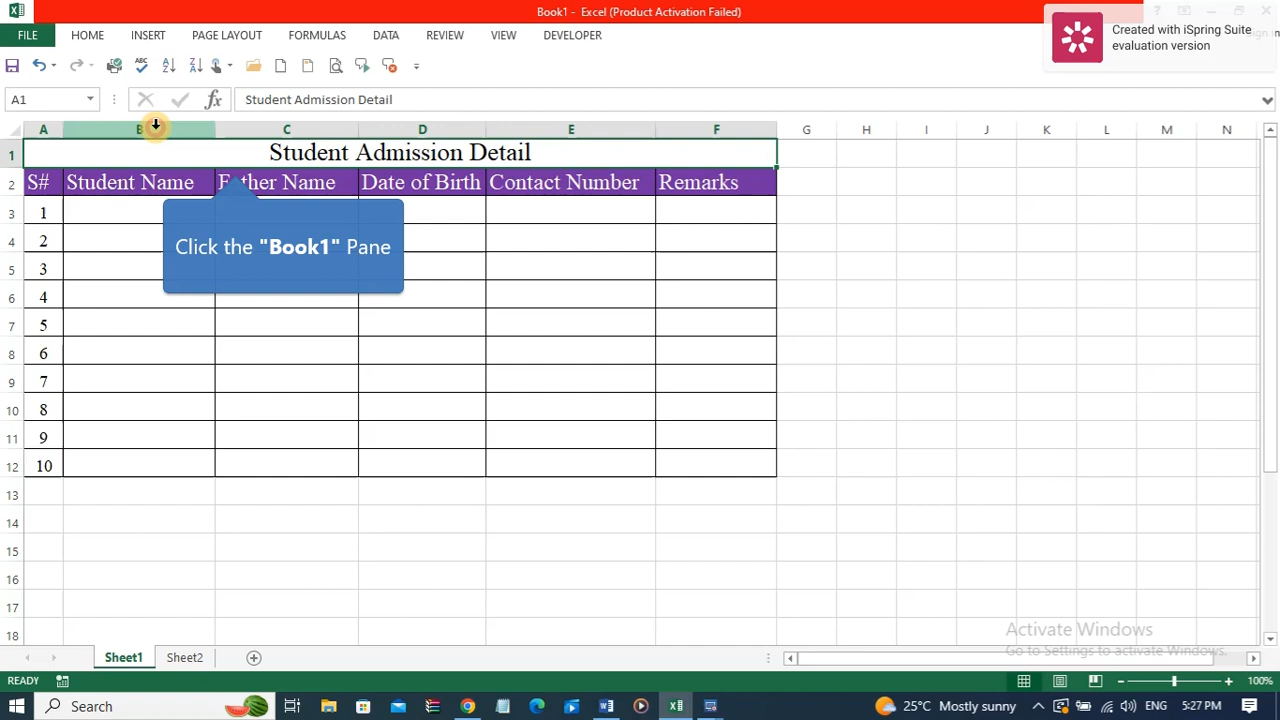 Book1 - Excel (Product Activation Failed)
Created with iSpring Suite
evaluation version
FILE HOME INSERT PAGE LAYOUT FORMULAS DATA REVIEW VIEW DEVELOPER
A1 fx Student Admission Detail
A B C D E F G H I J K L M N
1 Student Admission Detail
2 S# Student Name Father Name Date of Birth Contact Number Remarks
3 1
4 2
Click the "Book1" Pane
5 3
6 4
7 5
8 6
9 7
10 8
11 9
12 10
13
14
15
16
17
18
Activate Windows
Go to Settings to activate Windows.
Sheet1 Sheet2
READY 100%
Search 25°C Mostly sunny ENG 5:27 PM